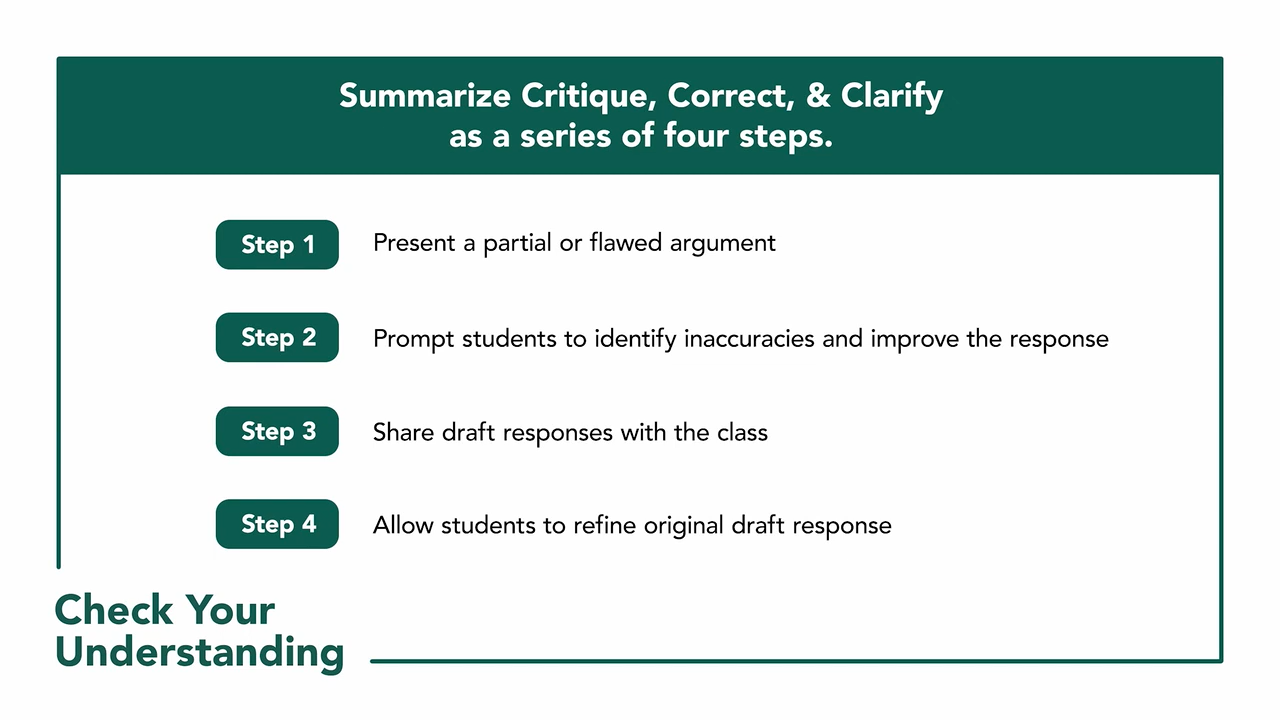 Summarize Critique, Correct, & Clarify
as a series of four steps.
Step 1 Present a partial or flawed argument
Step 2 Prompt students to identify inaccuracies and improve the response
Step 3 Share draft responses with the class
Step 4 Allow students to refine original draft response
Check Your
Understanding